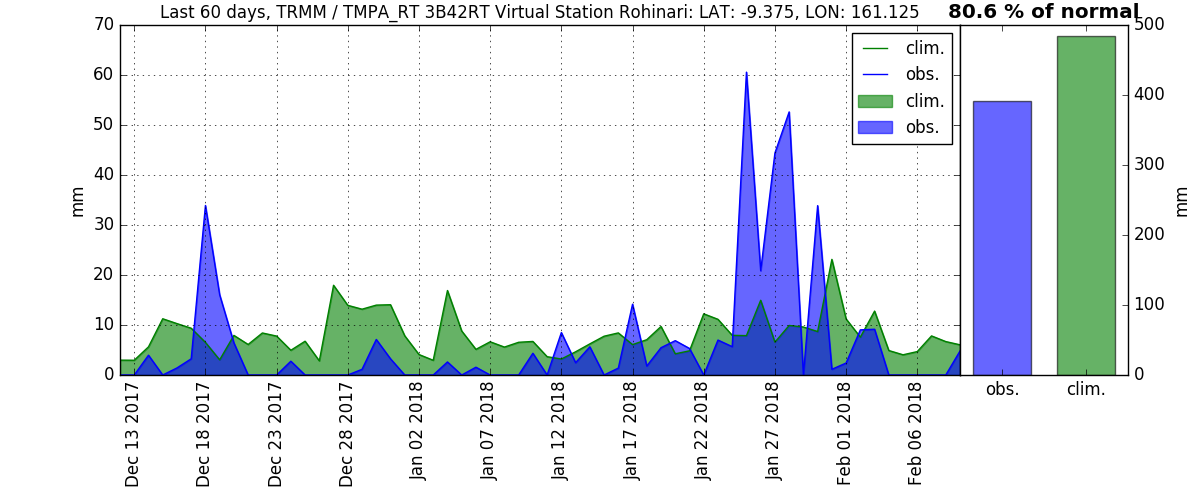 Last 60 days, TRMM / TMPA_RT 3B42RT Virtual Station Rohinari: LAT: -9.375, LON: 161.125
80.6 % of normal
70
60
50
40
30
20
10
0
mm
clim.
obs.
clim.
obs.
Dec 13 2017
Dec 18 2017
Dec 23 2017
Dec 28 2017
Jan 02 2018
Jan 07 2018
Jan 12 2018
Jan 17 2018
Jan 22 2018
Jan 27 2018
Feb 01 2018
Feb 06 2018
500
400
300
200
100
0
mm
obs.
clim.